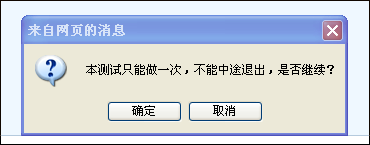 来自网页的消息
本测试只能做一次，不能中途退出，是否继续？
确定
取消